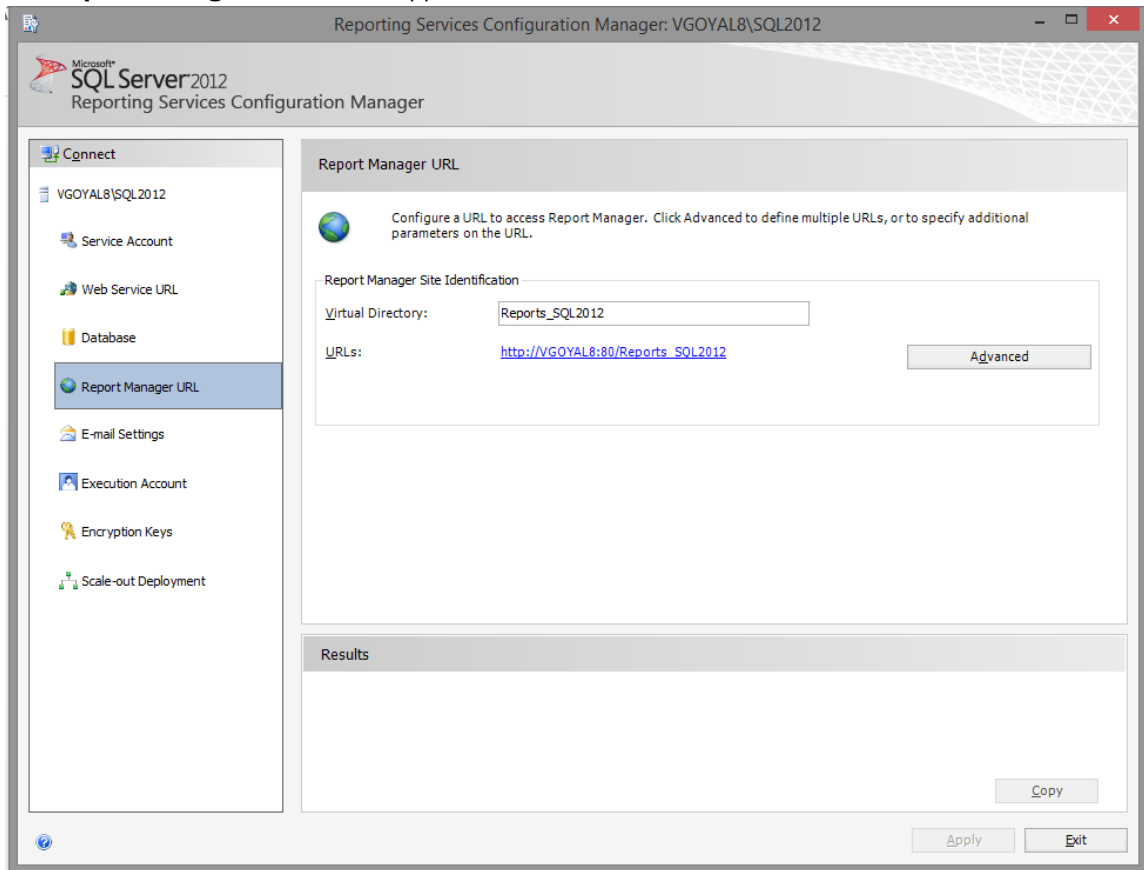 Reporting Services Configuration Manager: VGOYAL8\SQL2012
Microsoft®
SQL Server 2012
Reporting Services Configuration Manager
Connect
VGOYAL8\SQL2012
Service Account
Web Service URL
Database
Report Manager URL
E-mail Settings
Execution Account
Encryption Keys
Scale-out Deployment
Report Manager URL
Configure a URL to access Report Manager. Click Advanced to define multiple URLs, or to specify additional
parameters on the URL.
Report Manager Site Identification
Virtual Directory: Reports_SQL2012
URLs: http://VGOYAL8:80/Reports_SQL2012
Advanced
Results
Copy
Apply Exit